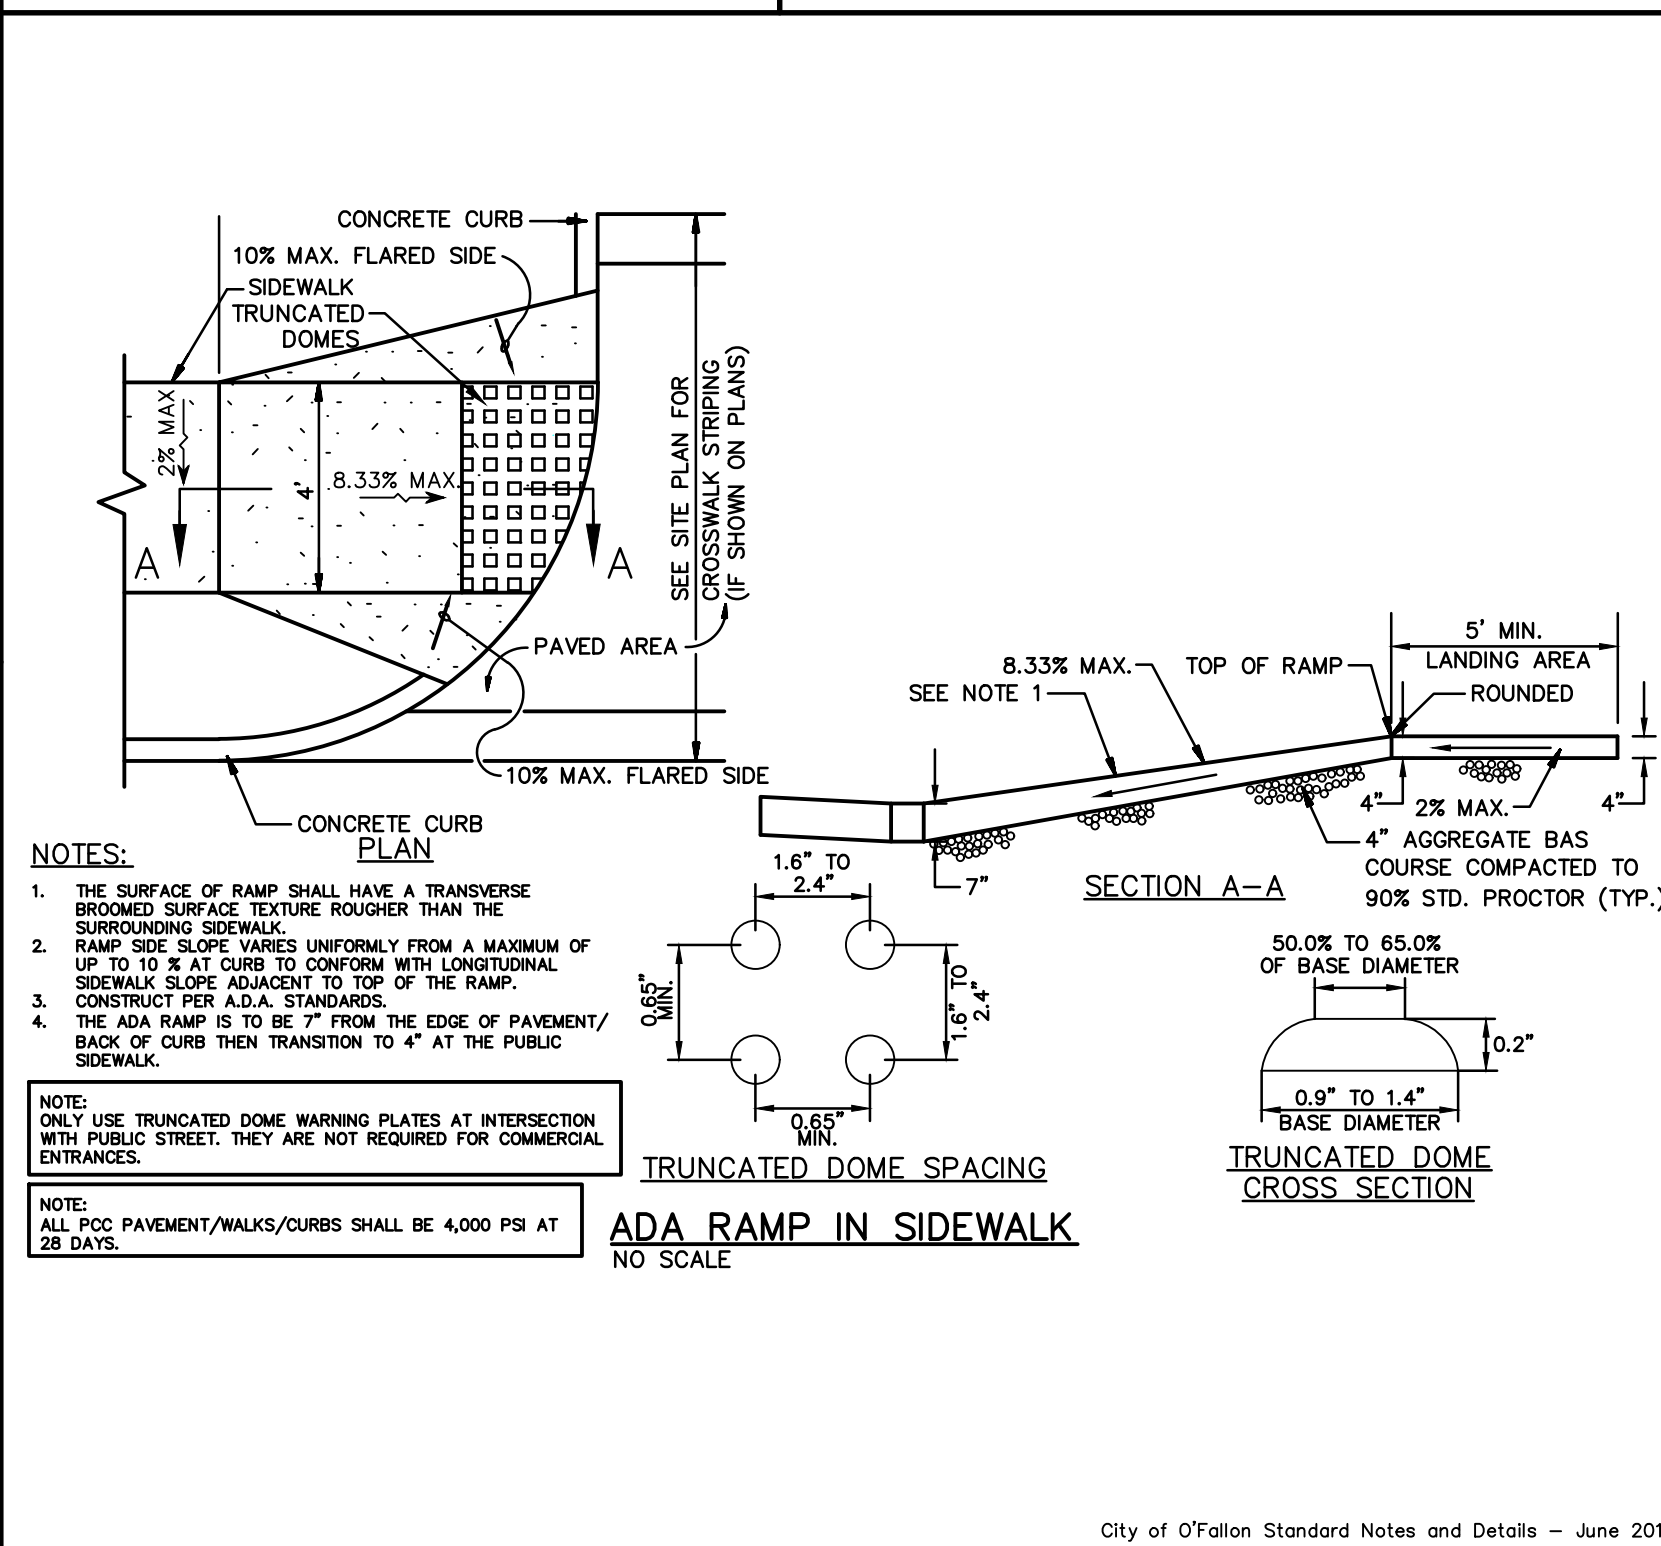 CONCRETE CURB
10% MAX. FLARED SIDE
SIDEWALK
TRUNCATED
DOMES
2% MAX
4'
8.33% MAX.
A
A
SEE SITE PLAN FOR
CROSSWALK STRIPING
(IF SHOWN ON PLANS)
PAVED AREA
10% MAX. FLARED SIDE
CONCRETE CURB
PLAN
5' MIN.
LANDING AREA
8.33% MAX.
TOP OF RAMP
SEE NOTE 1
ROUNDED
4"
2% MAX.
4"
4" AGGREGATE BAS
COURSE COMPACTED TO
90% STD. PROCTOR (TYP.)
7"
SECTION A-A
NOTES:
1. THE SURFACE OF RAMP SHALL HAVE A TRANSVERSE
BROOMED SURFACE TEXTURE ROUGHER THAN THE
SURROUNDING SIDEWALK.
2. RAMP SIDE SLOPE VARIES UNIFORMLY FROM A MAXIMUM OF
UP TO 10 % AT CURB TO CONFORM WITH LONGITUDINAL
SIDEWALK SLOPE ADJACENT TO TOP OF THE RAMP.
3. CONSTRUCT PER A.D.A. STANDARDS.
4. THE ADA RAMP IS TO BE 7" FROM THE EDGE OF PAVEMENT/
BACK OF CURB THEN TRANSITION TO 4" AT THE PUBLIC
SIDEWALK.
NOTE:
ONLY USE TRUNCATED DOME WARNING PLATES AT INTERSECTION
WITH PUBLIC STREET. THEY ARE NOT REQUIRED FOR COMMERCIAL
ENTRANCES.
NOTE:
ALL PCC PAVEMENT/WALKS/CURBS SHALL BE 4,000 PSI AT
28 DAYS.
1.6" TO
2.4"
0.65"
MIN.
1.6" TO
2.4"
0.65"
MIN.
TRUNCATED DOME SPACING
50.0% TO 65.0%
OF BASE DIAMETER
0.2"
0.9" TO 1.4"
BASE DIAMETER
TRUNCATED DOME
CROSS SECTION
ADA RAMP IN SIDEWALK
NO SCALE
City of O'Fallon Standard Notes and Details - June 201